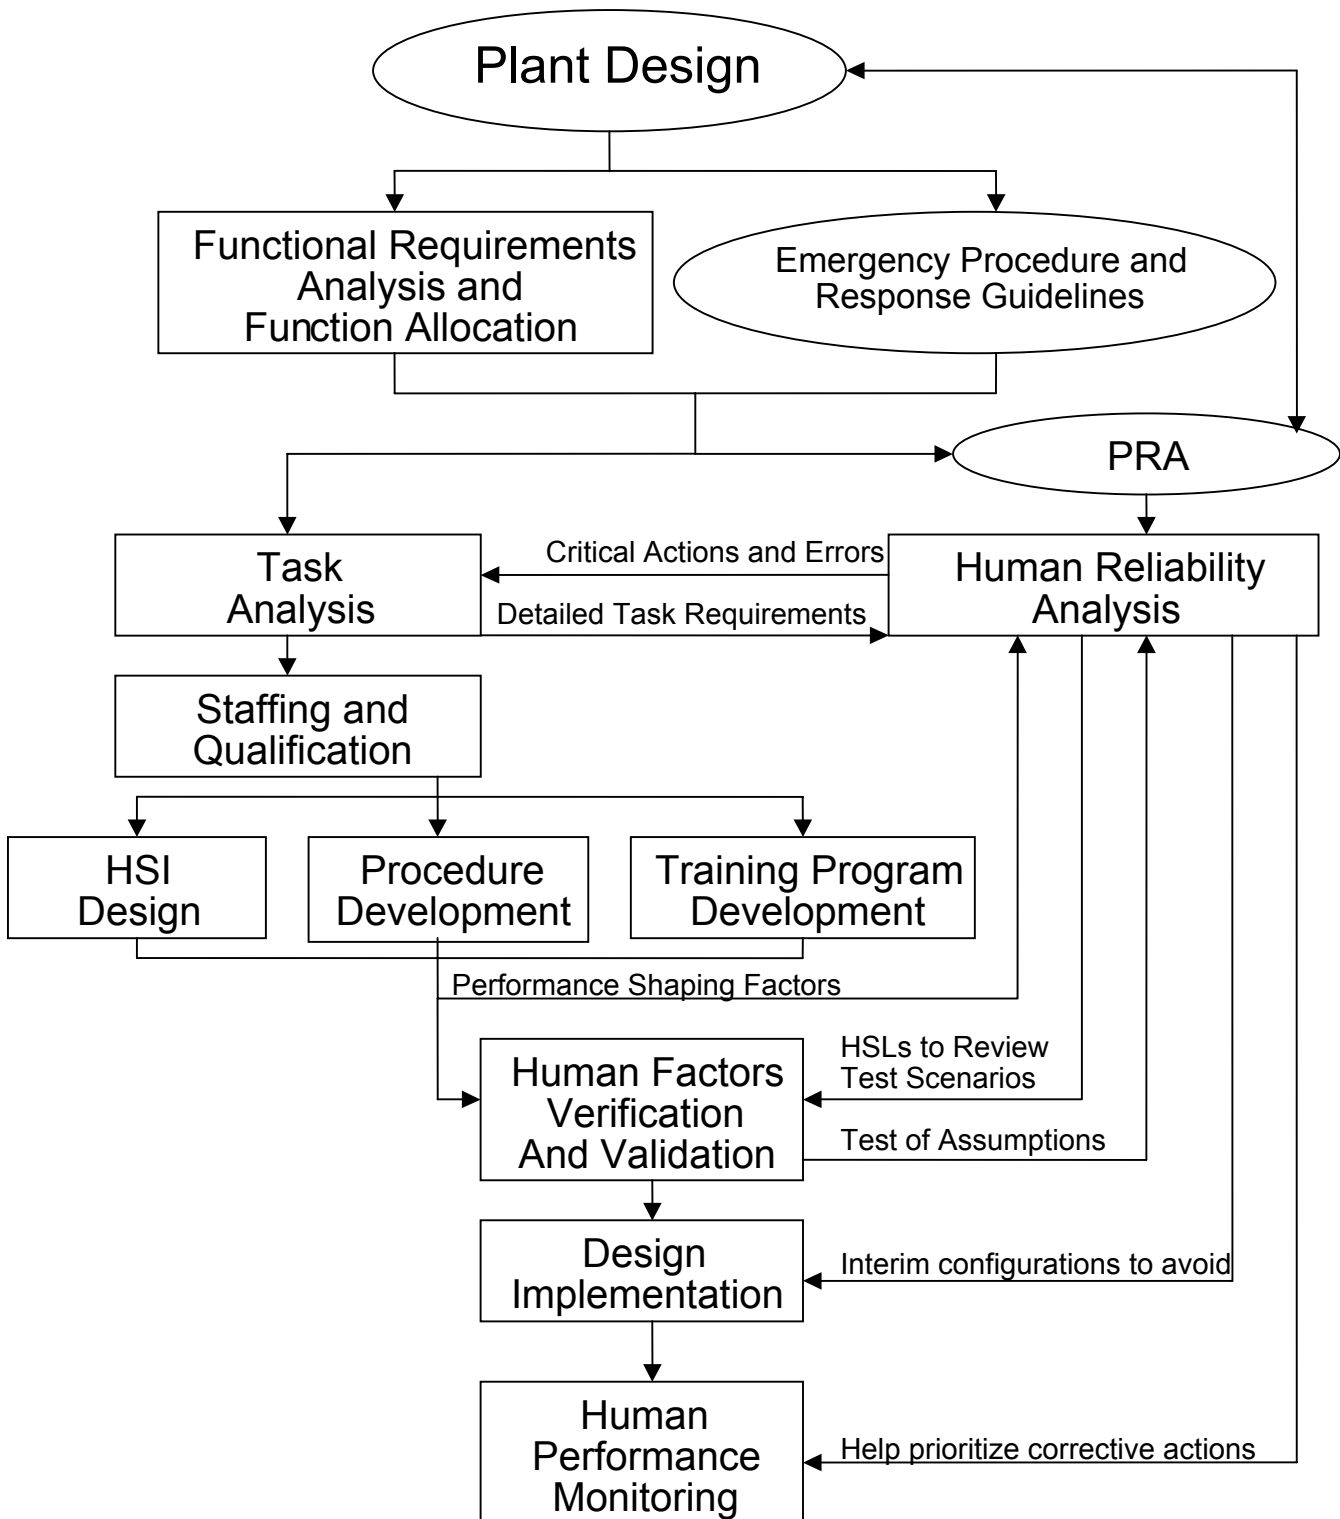 Plant Design
Functional Requirements
Analysis and
Function Allocation
Emergency Procedure and
Response Guidelines
PRA
Task
Analysis
Critical Actions and Errors
Detailed Task Requirements
Human Reliability
Analysis
Staffing and
Qualification
HSI
Design
Procedure
Development
Training Program
Development
Performance Shaping Factors
Human Factors
Verification
And Validation
HSLs to Review
Test Scenarios
Test of Assumptions
Design
Implementation
Interim configurations to avoid
Human
Performance
Monitoring
Help prioritize corrective actions